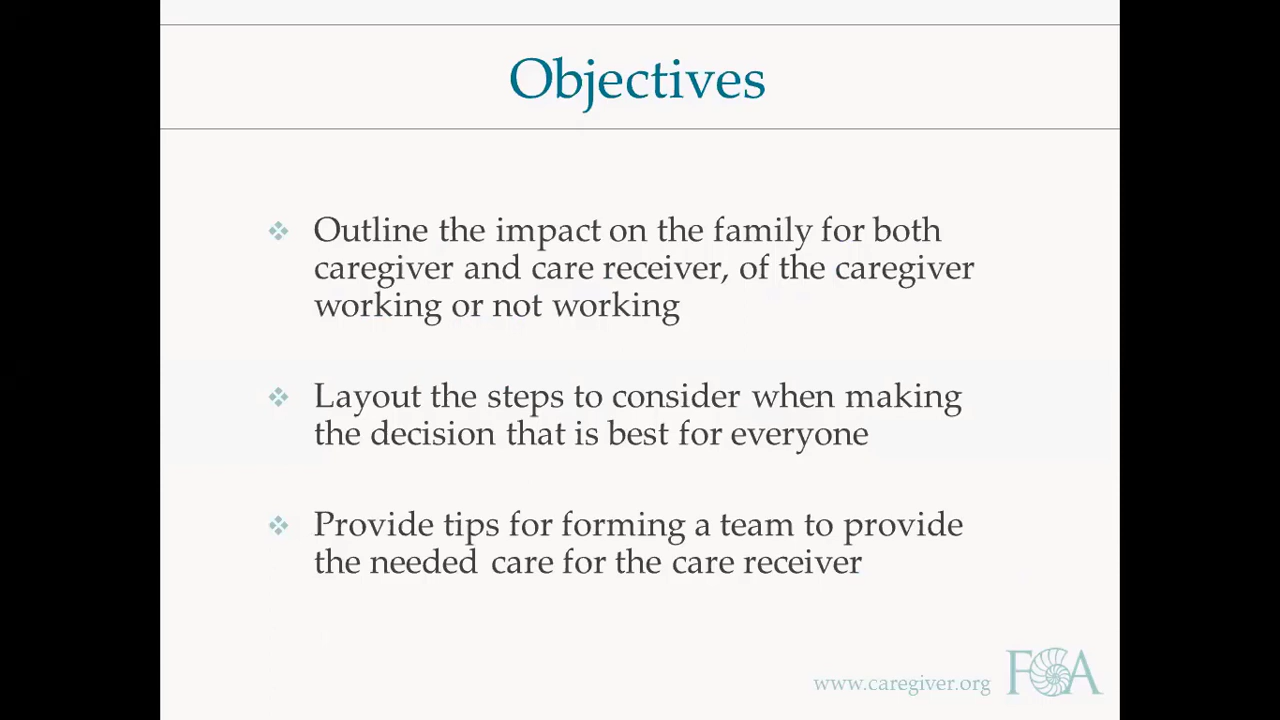 Objectives
Outline the impact on the family for both
caregiver and care receiver, of the caregiver
working or not working
Layout the steps to consider when making
the decision that is best for everyone
Provide tips for forming a team to provide
the needed care for the care receiver
www.caregiver.org FCA